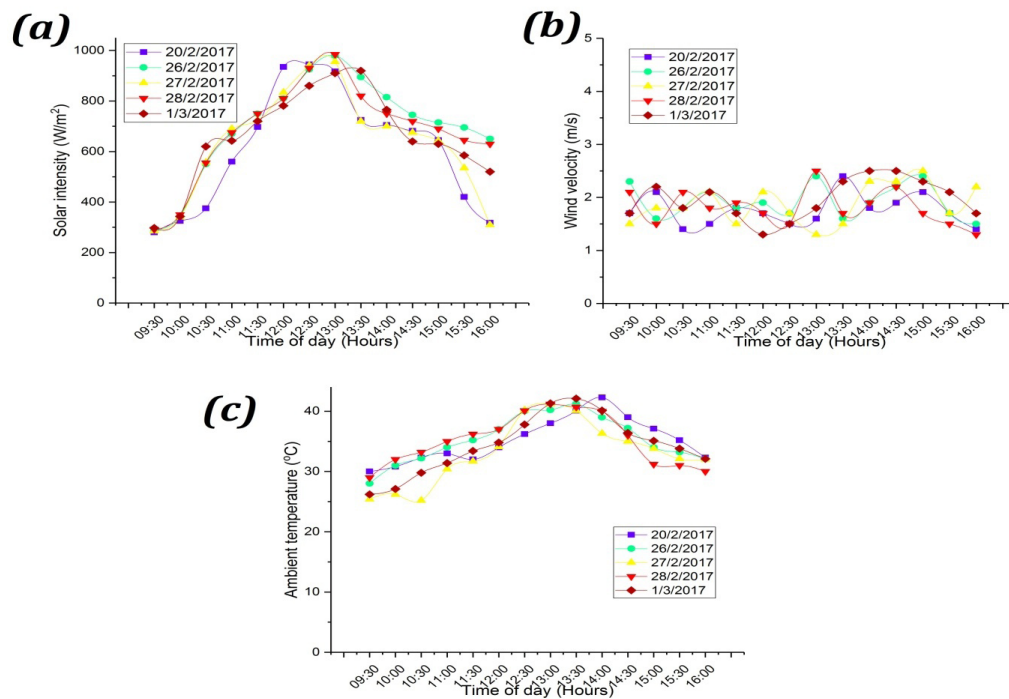 (a)
1000
800
600
400
200
0
Solar intensity (W/m²)
20/2/2017
26/2/2017
27/2/2017
28/2/2017
1/3/2017
09:30 10:00 10:30 11:00 11:30 12:00 12:30 13:00 13:30 14:00 14:30 15:00 15:30 16:00
Time of day (Hours)
(b)
5
4
3
2
1
0
Wind velocity (m/s)
20/2/2017
26/2/2017
27/2/2017
28/2/2017
1/3/2017
09:30 10:00 10:30 11:00 11:30 12:00 12:30 13:00 13:30 14:00 14:30 15:00 15:30 16:00
Time of day (Hours)
(c)
40
30
20
10
0
Ambient temperature (⁰C)
20/2/2017
26/2/2017
27/2/2017
28/2/2017
1/3/2017
09:30 10:00 10:30 11:00 11:30 12:00 12:30 13:00 13:30 14:00 14:30 15:00 15:30 16:00
Time of day (Hours)